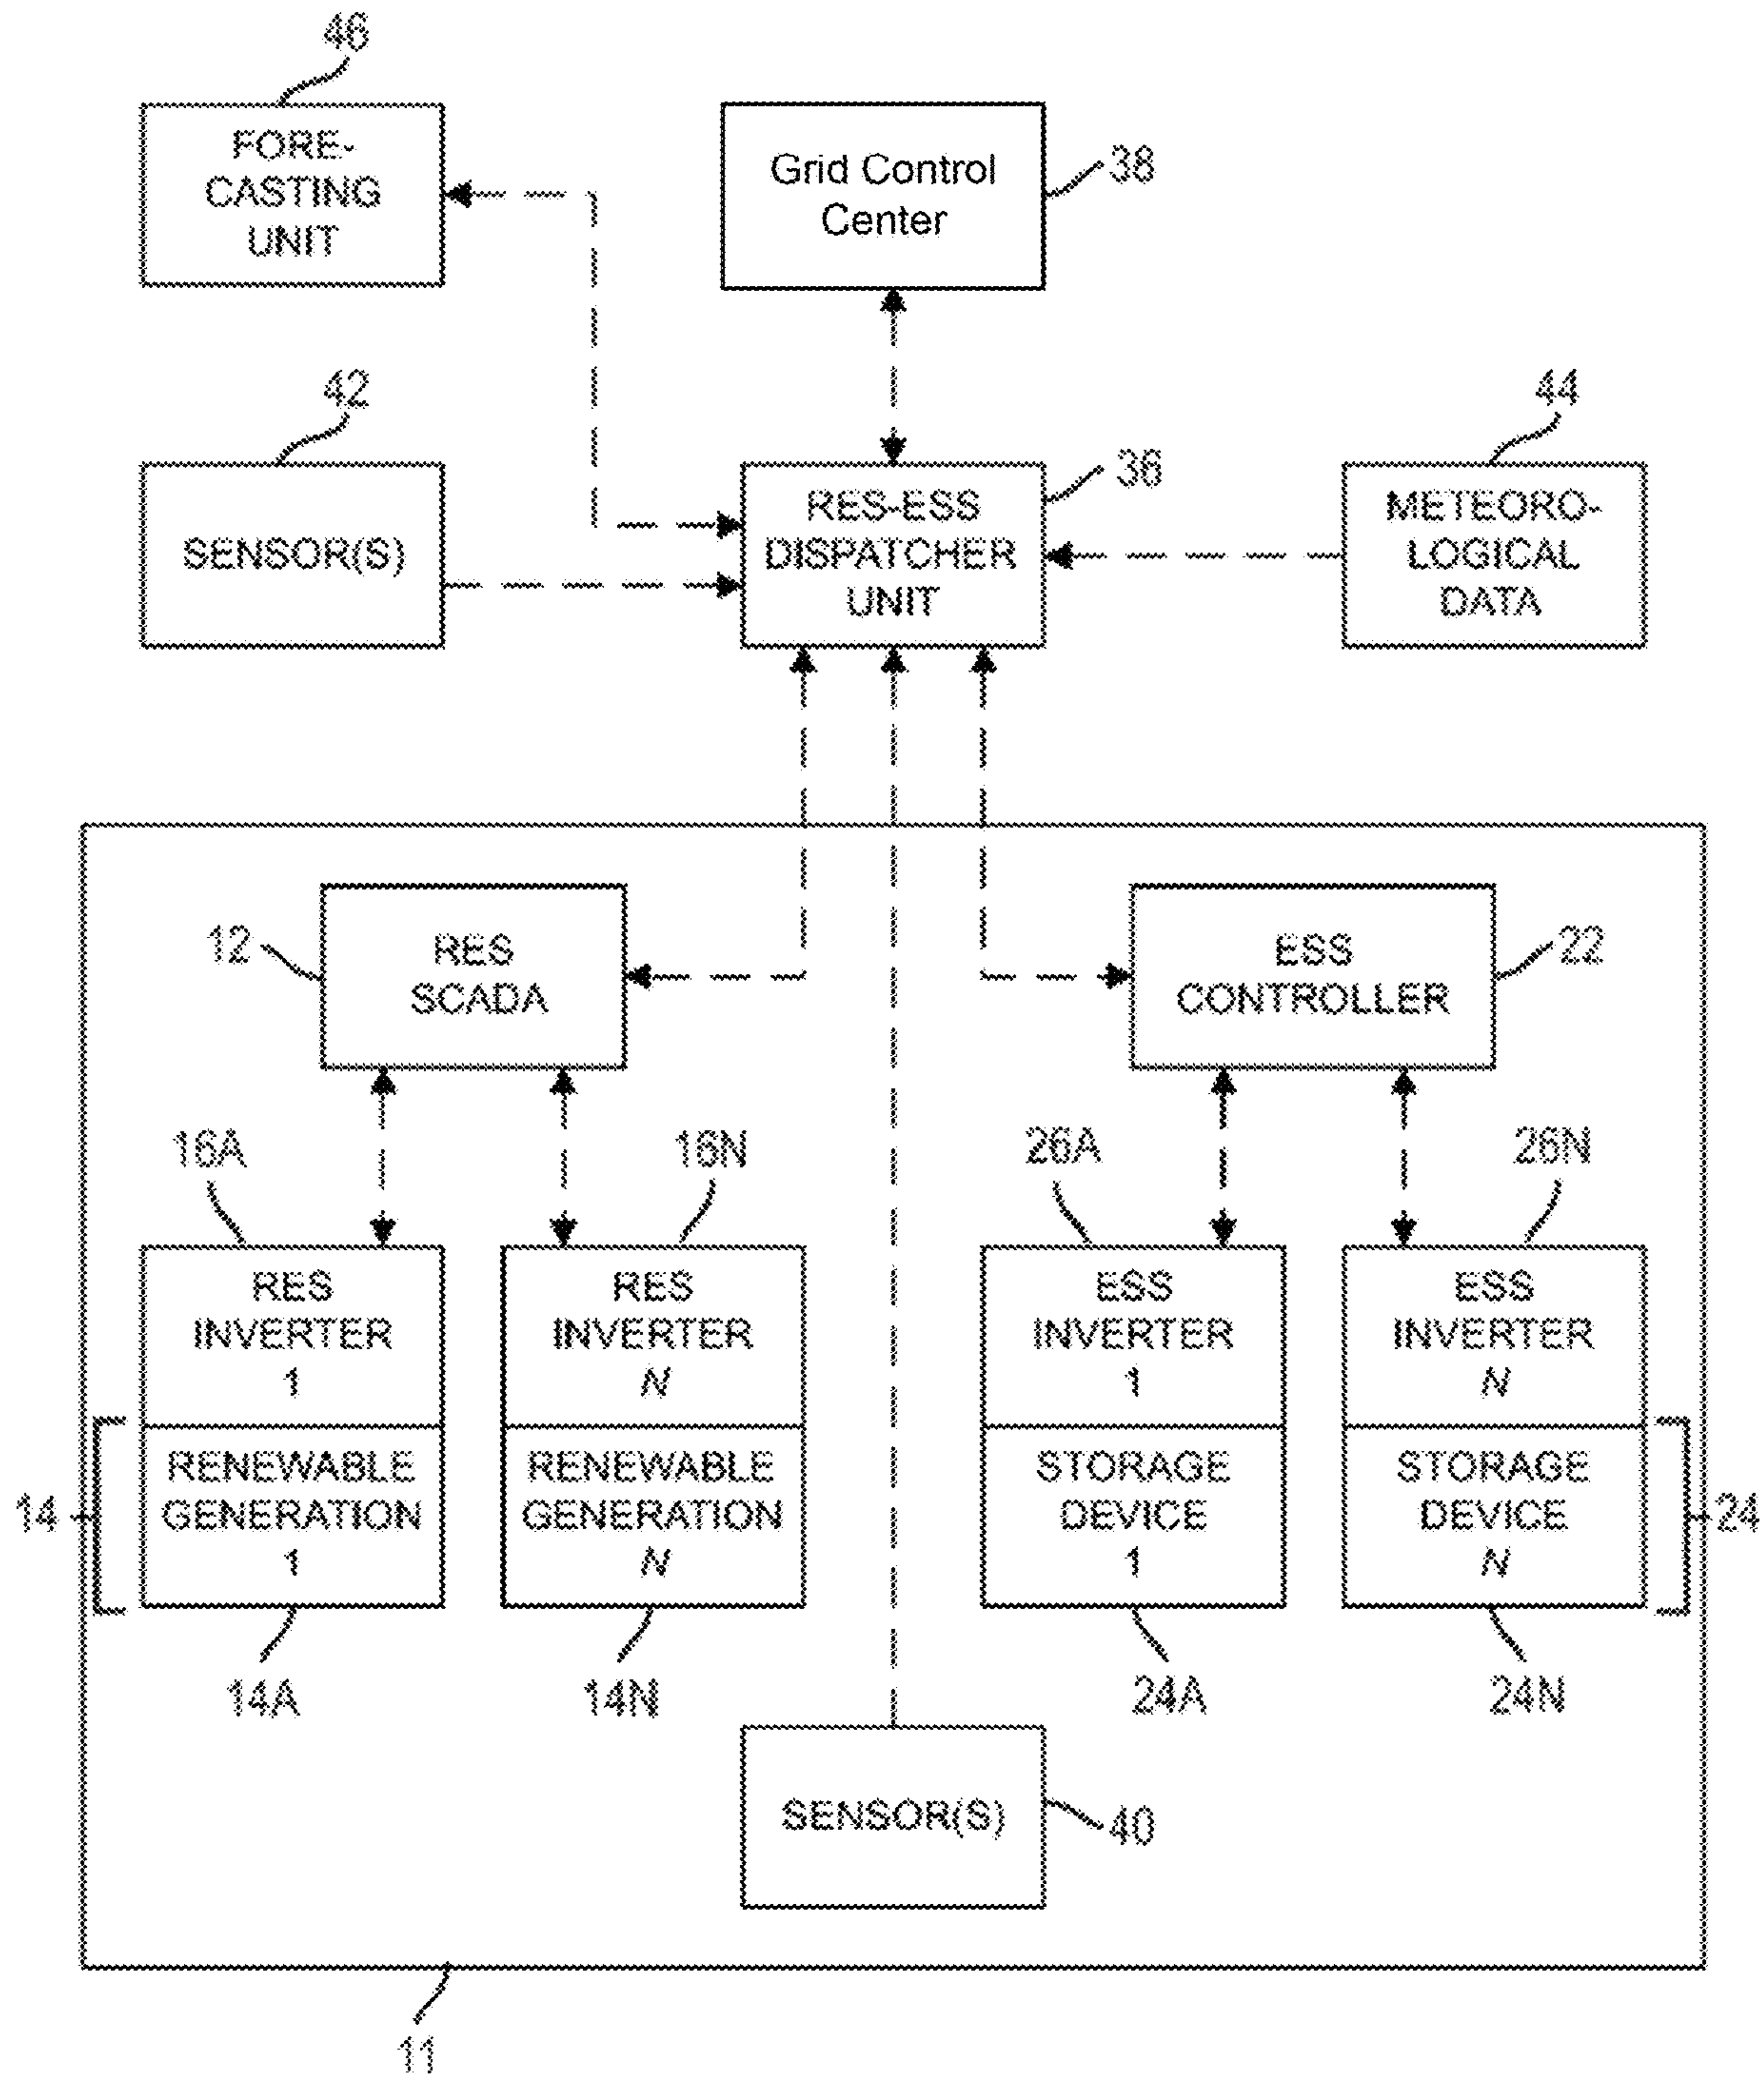 46
FORE-
CASTING
UNIT
Grid Control
Center
38
42
SENSOR(S)
36
RES-ESS
DISPATCHER
UNIT
44
METEORO-
LOGICAL
DATA
12
RES
SCADA
ESS
CONTROLLER
22
16A
16N
26A
26N
RES
INVERTER
1
RES
INVERTER
N
ESS
INVERTER
1
ESS
INVERTER
N
14
RENEWABLE
GENERATION
1
RENEWABLE
GENERATION
N
STORAGE
DEVICE
1
STORAGE
DEVICE
N
24
14A
14N
24A
24N
SENSOR(S)
40
11